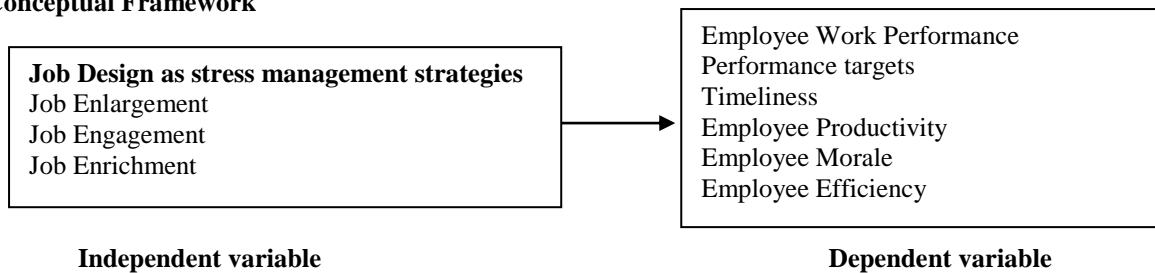 Conceptual Framework
Job Design as stress management strategies
Job Enlargement
Job Engagement
Job Enrichment
Employee Work Performance
Performance targets
Timeliness
Employee Productivity
Employee Morale
Employee Efficiency
Independent variable
Dependent variable